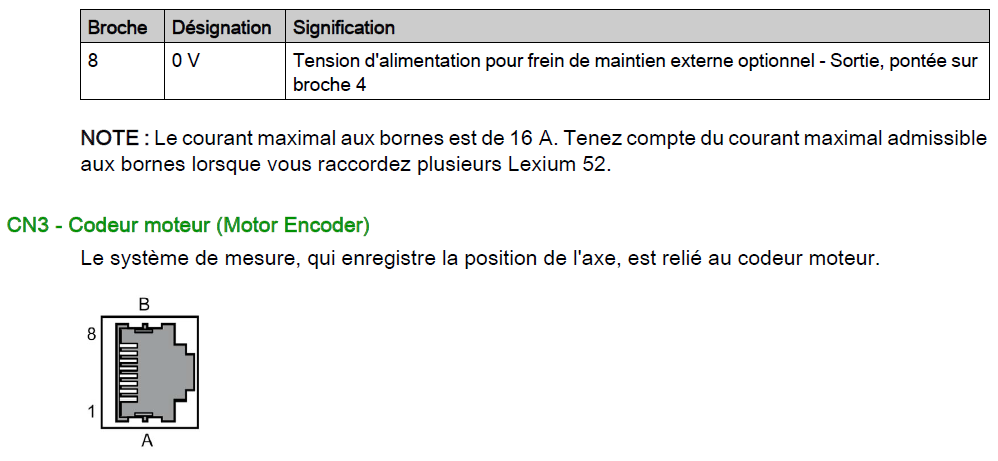 Broche Désignation Signification
8 0 V Tension d'alimentation pour frein de maintien externe optionnel - Sortie, pontée sur
broche 4
NOTE : Le courant maximal aux bornes est de 16 A. Tenez compte du courant maximal admissible
aux bornes lorsque vous raccordez plusieurs Lexium 52.
CN3 - Codeur moteur (Motor Encoder)
Le système de mesure, qui enregistre la position de l'axe, est relié au codeur moteur.
B
8
1
A